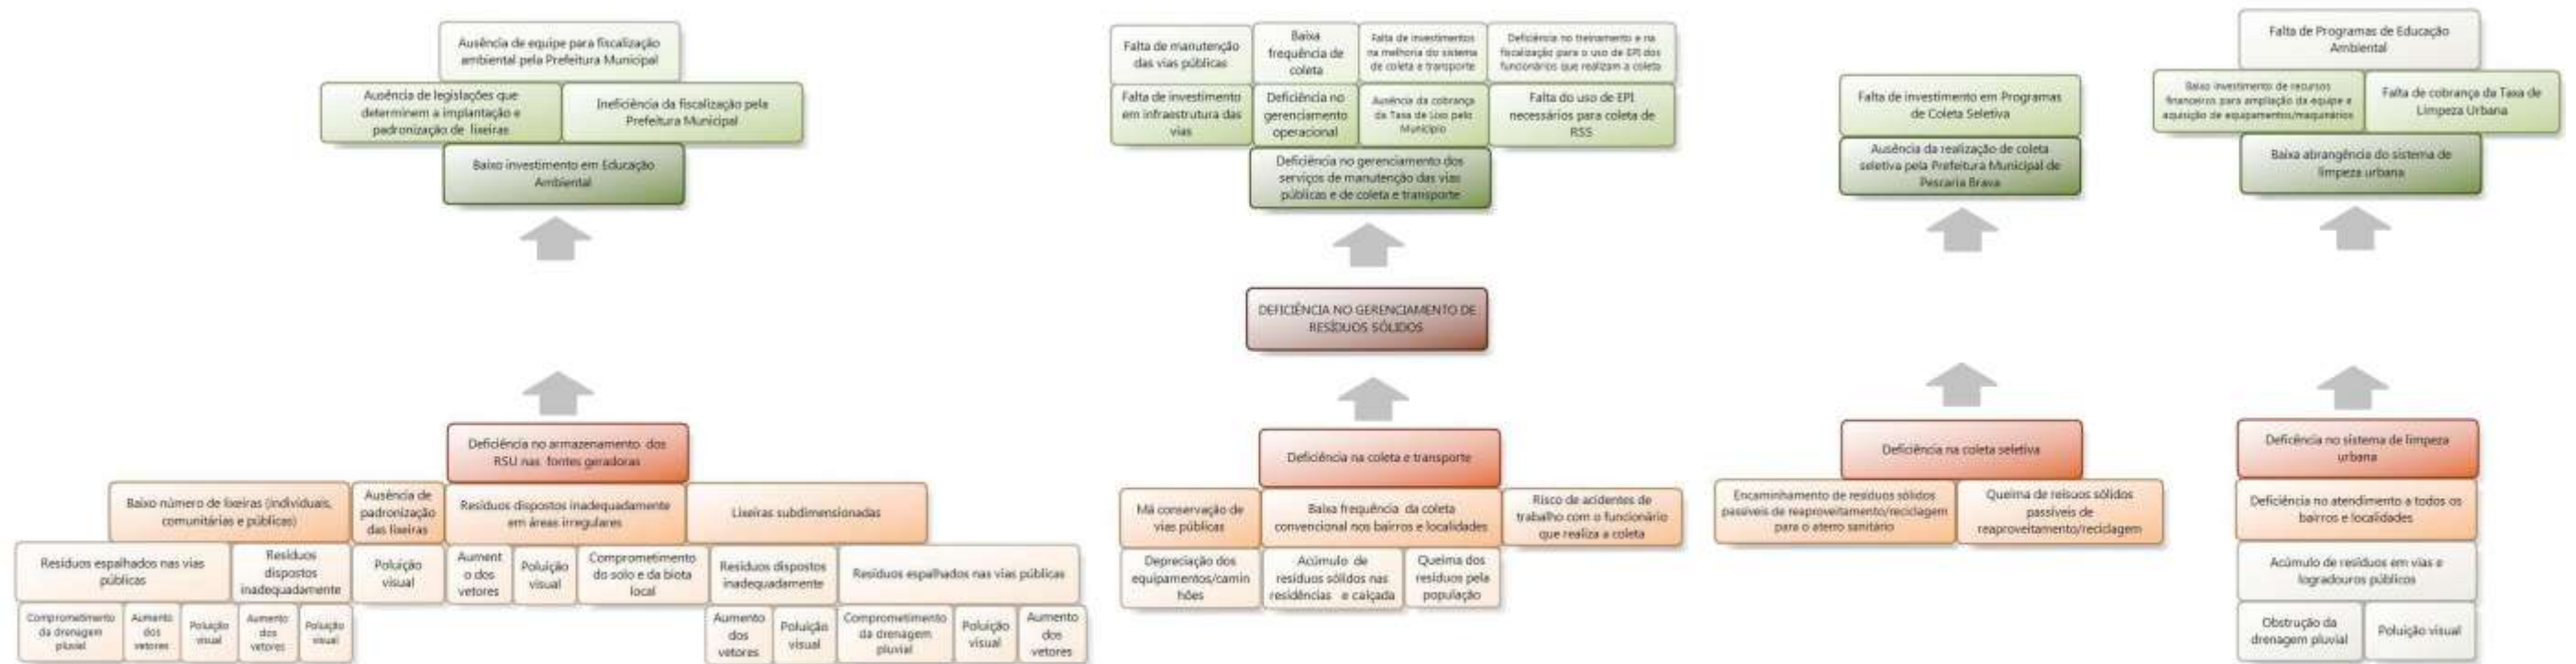 Ausência de equipe para fiscalização
ambiental pela Prefeitura Municipal
Ausência de legislações que
determinem a implantação e
padronização de lixeiras
Ineficiência da fiscalização pela
Prefeitura Municipal
Baixo investimento em Educação
Ambiental
Falta de manutenção
das vias públicas
Baixa
frequência de
coleta
Falta de investimentos
na melhoria do sistema
de coleta e transporte
Deficiência no treinamento e na
fiscalização para o uso de EPI dos
funcionários que realizam a coleta
Falta de investimento
em infraestrutura das
vias
Deficiência no
gerenciamento
operacional
Ausência da cobrança
da Taxa de Lixo pelo
Município
Falta do uso de EPI
necessários para coleta de
RSS
Deficiência no gerenciamento dos
serviços de manutenção das vias
públicas e de coleta e transporte
Falta de investimento em Programas
de Coleta Seletiva
Ausência da realização de coleta
seletiva pela Prefeitura Municipal de
Pescaria Brava
Falta de Programas de Educação
Ambiental
Baixo investimento de recursos
financeiros para ampliação da equipe e
aquisição de equipamentos/maquinários
Falta de cobrança da Taxa de
Limpeza Urbana
Baixa abrangência do sistema de
limpeza urbana
DEFICIÊNCIA NO GERENCIAMENTO DE
RESÍDUOS SÓLIDOS
Deficiência no armazenamento dos
RSU nas fontes geradoras
Baixo número de lixeiras (individuais,
comunitárias e públicas)
Ausência de
padronização
das lixeiras
Resíduos dispostos inadequadamente
em áreas irregulares
Lixeiras subdimensionadas
Resíduos espalhados nas vias
públicas
Resíduos
dispostos
inadequadamente
Poluição
visual
Aument
o dos
vetores
Poluição
visual
Comprometimento
do solo e da biota
local
Resíduos dispostos
inadequadamente
Resíduos espalhados nas vias públicas
Comprometimento
da drenagem
pluvial
Aumento
dos
vetores
Poluição
visual
Aumento
dos
vetores
Poluição
visual
Aumento
dos
vetores
Poluição
visual
Comprometimento
da drenagem
pluvial
Poluição
visual
Aumento
dos
vetores
Deficiência na coleta e transporte
Má conservação de
vias públicas
Baixa frequência da coleta
convencional nos bairros e localidades
Risco de acidentes de
trabalho com o funcionário
que realiza a coleta
Depreciação dos
equipamentos/camin
hões
Acúmulo de
resíduos sólidos nas
residências e calçada
Queima dos
resíduos pela
população
Deficiência na coleta seletiva
Encaminhamento de resíduos sólidos
passíveis de reaproveitamento/reciclagem
para o aterro sanitário
Queima de reísuos sólidos
passíveis de
reaproveitamento/reciclagem
Deficência no sistema de limpeza
urbana
Deficiência no atendimento a todos os
bairros e localidades
Acúmulo de resíduos em vias e
logradouros públicos
Obstrução da
drenagem pluvial
Poluição visual